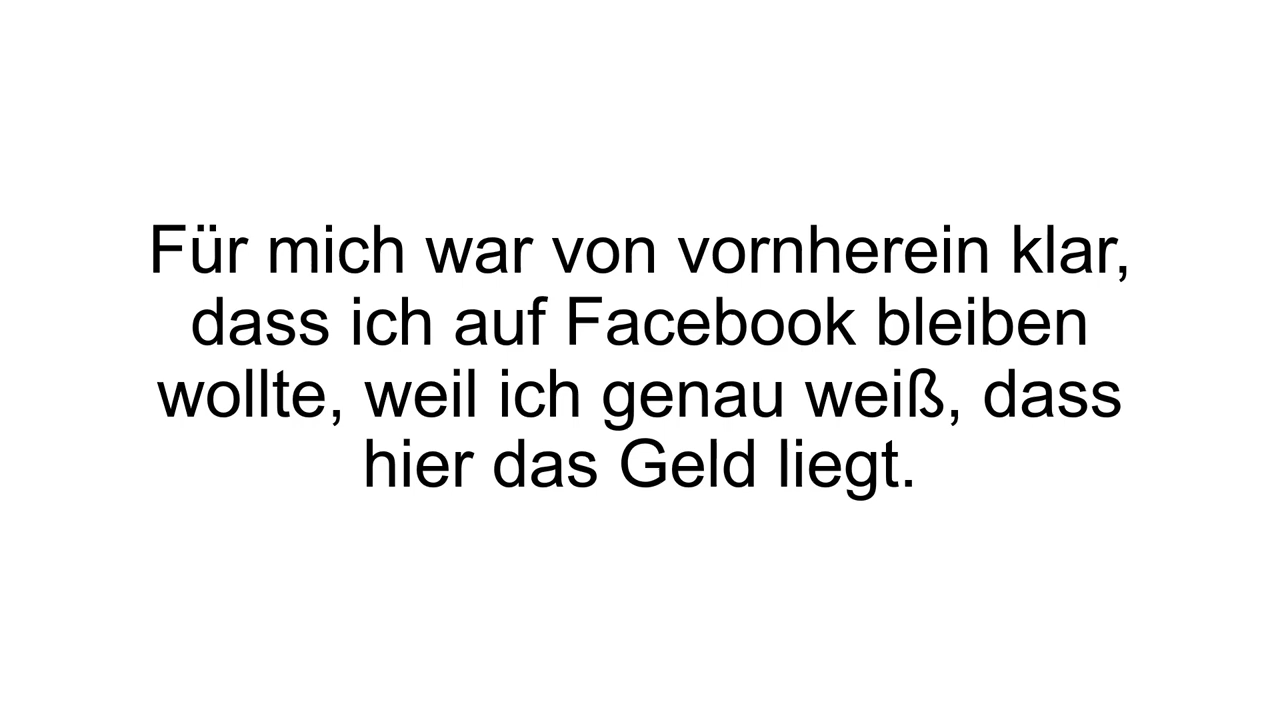 Für mich war von vornherein klar,
dass ich auf Facebook bleiben
wollte, weil ich genau weiß, dass
hier das Geld liegt.